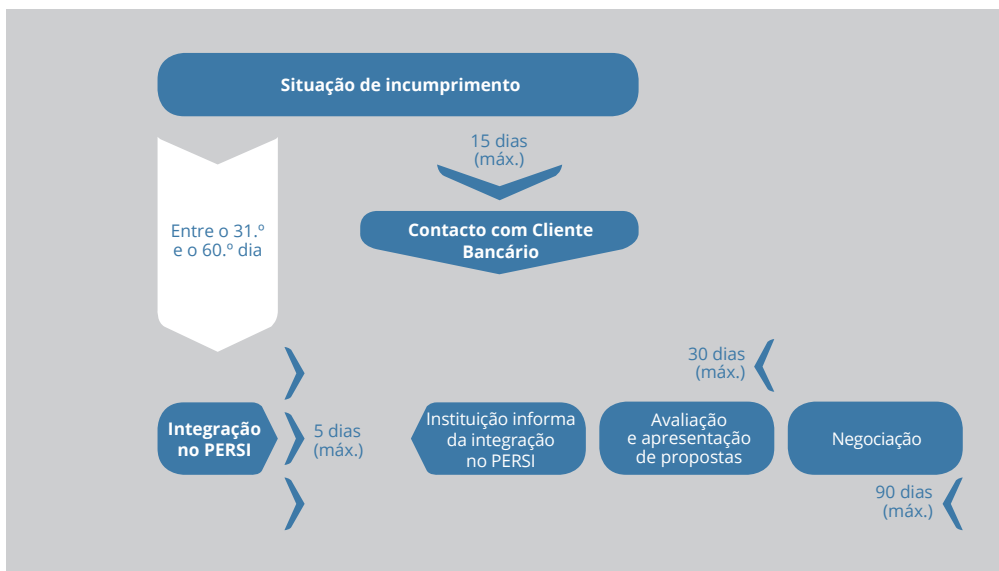 Situação de incumprimento
15 dias
(máx.)
Entre o 31.º
e o 60.º dia
Contacto com Cliente
Bancário
30 dias
(máx.)
Integração
no PERSI
5 dias
(máx.)
Instituição informa
da integração
no PERSI
Avaliação
e apresentação
de propostas
Negociação
90 dias
(máx.)